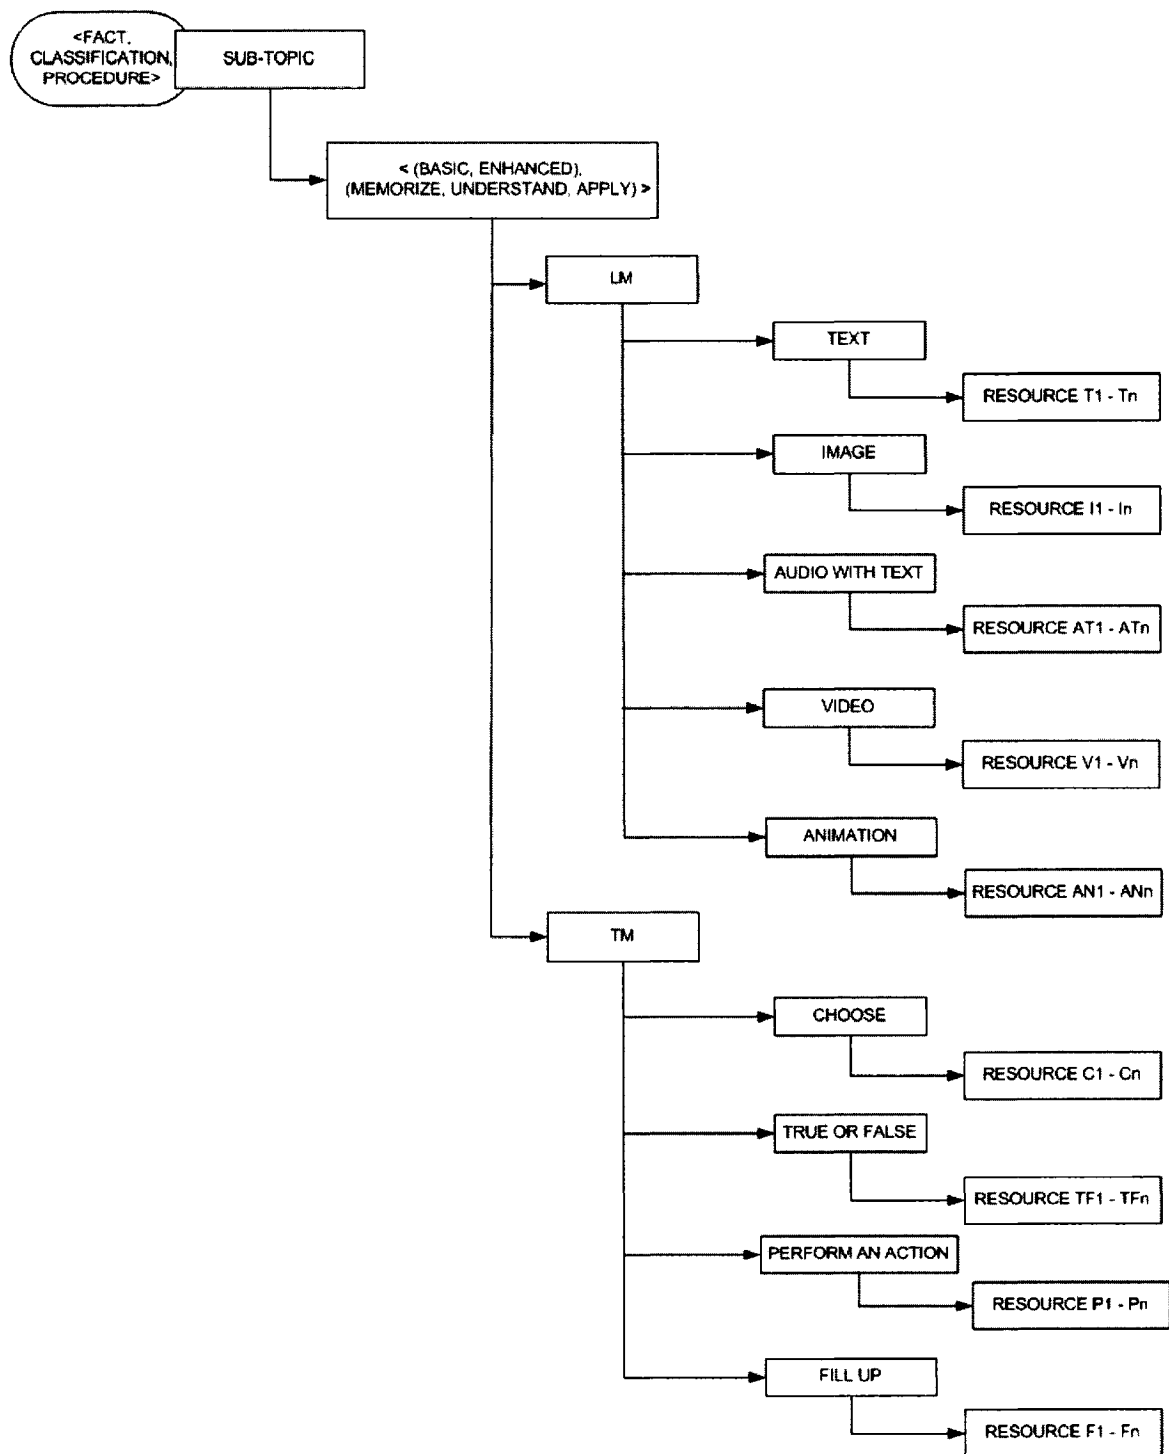 <FACT,
CLASSIFICATION,
PROCEDURE>
SUB-TOPIC
< (BASIC, ENHANCED),
(MEMORIZE, UNDERSTAND, APPLY) >
LM
TEXT
RESOURCE T1 - Tn
IMAGE
RESOURCE I1 - In
AUDIO WITH TEXT
RESOURCE AT1 - ATn
VIDEO
RESOURCE V1 - Vn
ANIMATION
RESOURCE AN1 - ANn
TM
CHOOSE
RESOURCE C1 - Cn
TRUE OR FALSE
RESOURCE TF1 - TFn
PERFORM AN ACTION
RESOURCE P1 - Pn
FILL UP
RESOURCE F1 - Fn